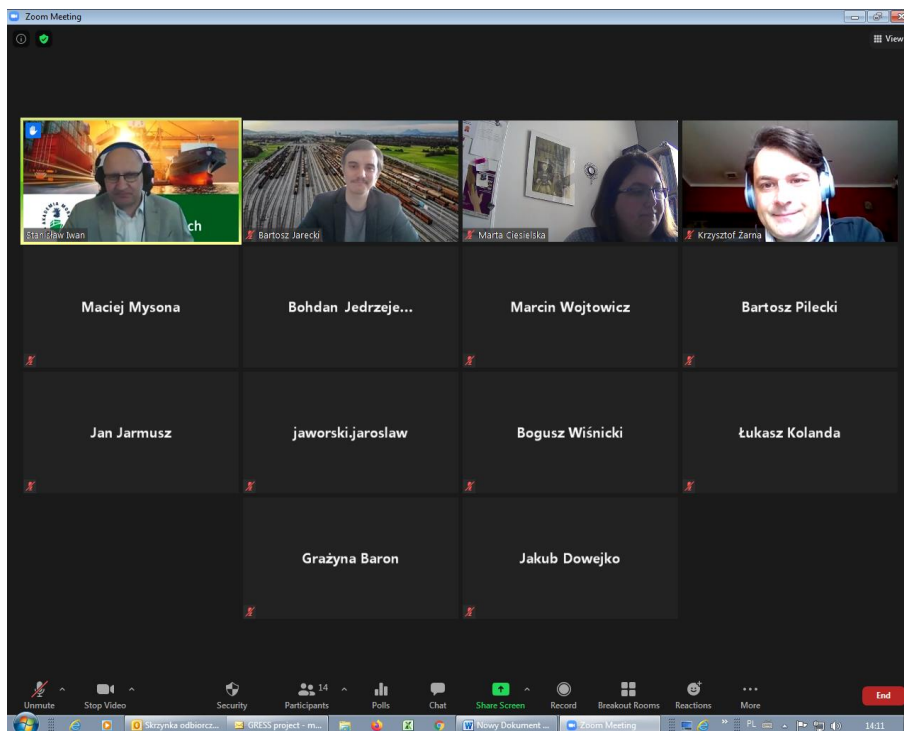 Zoom Meeting
View
ch
Stanisław Iwan
Bartosz Jarecki
Marta Ciesielska
Krzysztof Zarna
Maciej Mysona
Bohdan Jedrzeje...
Marcin Wojtowicz
Bartosz Pilecki
Jan Jarmusz
jaworski.jaroslaw
Bogusz Wiśnicki
Łukasz Kolanda
Grażyna Baron
Jakub Dowejko
14
Unmute
Stop Video
Security
Participants
Polls
Chat
Share Screen
Record
Breakout Rooms
Reactions
More
End
Skrzynka odbiorcz...
GRESS project - m...
Nowy Dokument ...
Zoom Meeting
PL
14:11